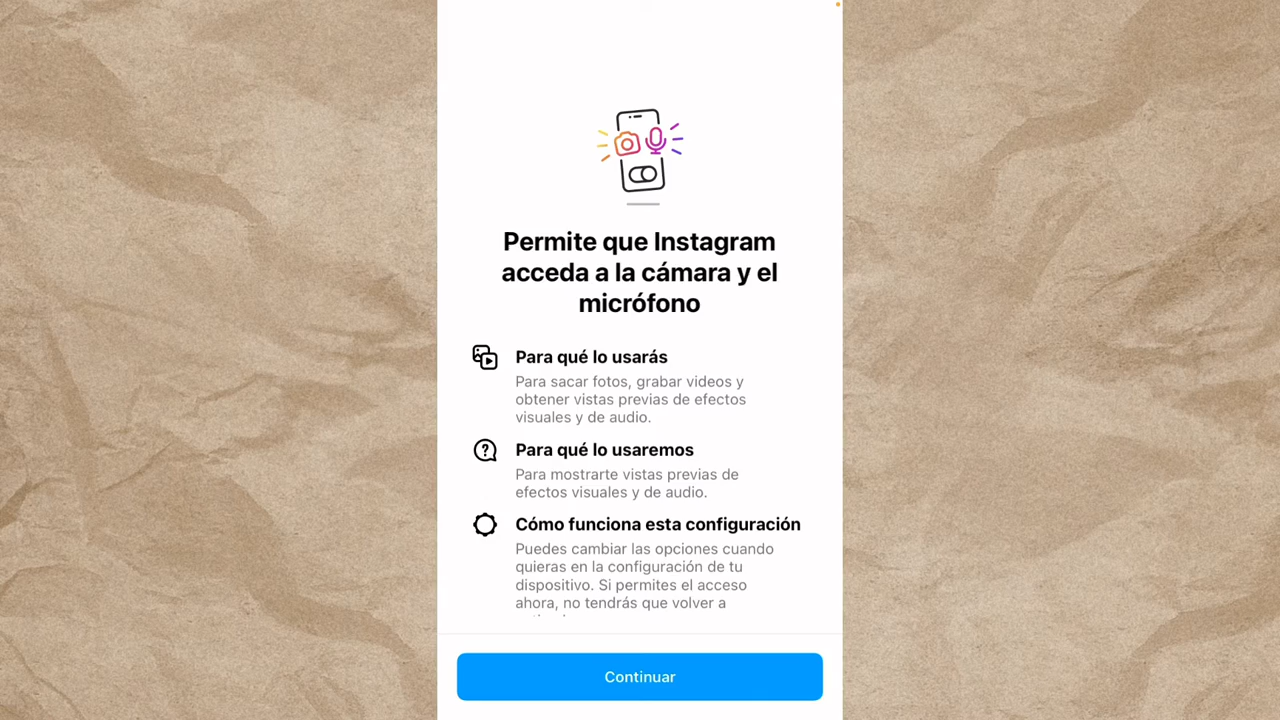 Permite que Instagram
acceda a la cámara y el
micrófono
Para qué lo usarás
Para sacar fotos, grabar videos y
obtener vistas previas de efectos
visuales y de audio.
Para qué lo usaremos
Para mostrarte vistas previas de
efectos visuales y de audio.
Cómo funciona esta configuración
Puedes cambiar las opciones cuando
quieras en la configuración de tu
dispositivo. Si permites el acceso
ahora, no tendrás que volver a
Continuar